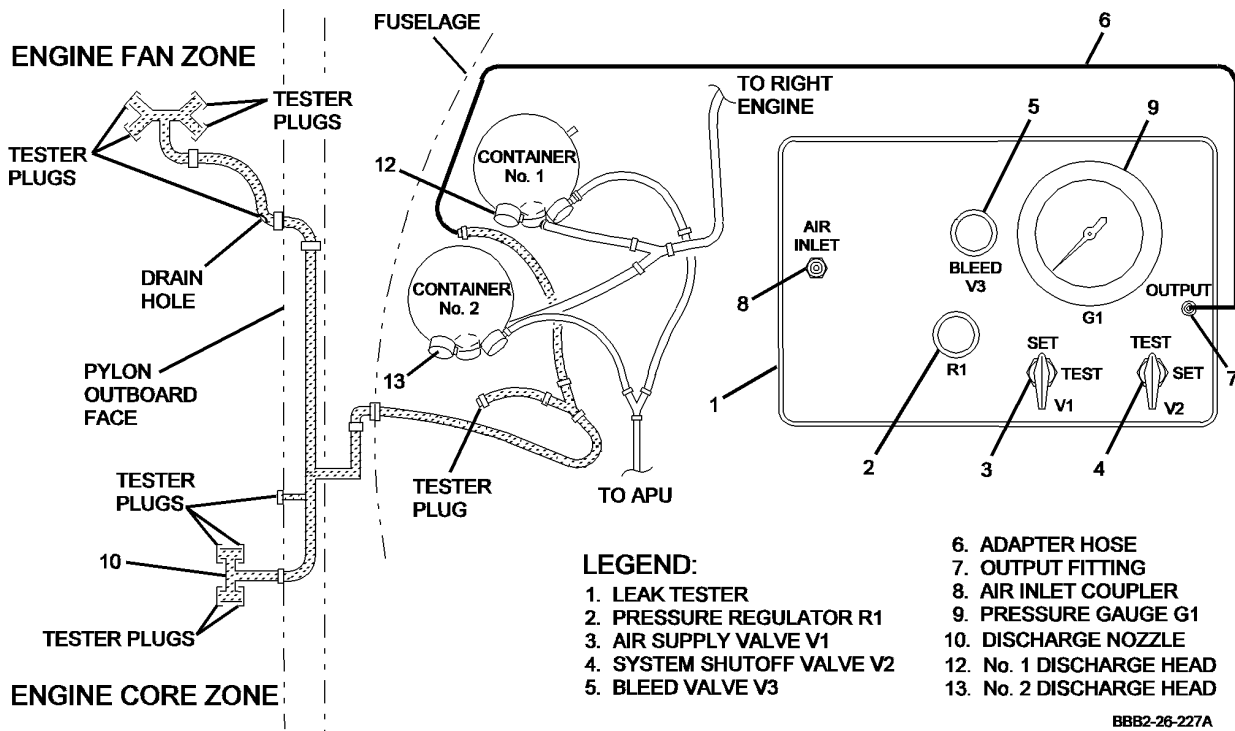 FUSELAGE
6
ENGINE FAN ZONE
TO RIGHT
ENGINE
TESTER
PLUGS
5
9
TESTER
PLUGS
12
CONTAINER
No. 1
AIR
INLET
BLEED
V3
8
DRAIN
HOLE
CONTAINER
No. 2
OUTPUT
G1
SET
TEST
R1
TEST
SET
7
PYLON
OUTBOARD
FACE
13
1
V1
V2
2
3
4
TESTER
PLUGS
TESTER
PLUG
TO APU
10
TESTER PLUGS
ENGINE CORE ZONE
LEGEND:
1. LEAK TESTER
2. PRESSURE REGULATOR R1
3. AIR SUPPLY VALVE V1
4. SYSTEM SHUTOFF VALVE V2
5. BLEED VALVE V3
6. ADAPTER HOSE
7. OUTPUT FITTING
8. AIR INLET COUPLER
9. PRESSURE GAUGE G1
10. DISCHARGE NOZZLE
12. No. 1 DISCHARGE HEAD
13. No. 2 DISCHARGE HEAD
BBB2-26-227A